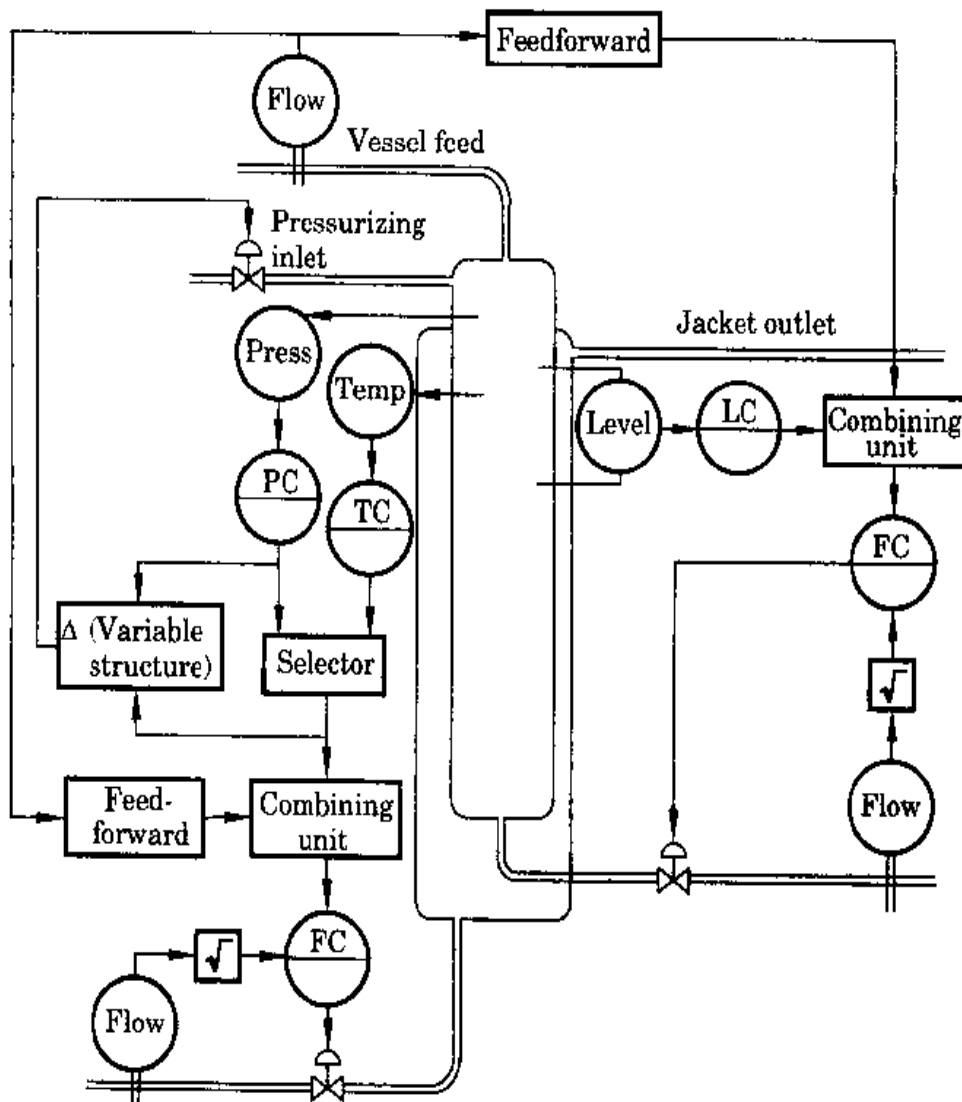 Feedforward
Flow
Vessel feed
Pressurizing
inlet
Jacket outlet
Press
Temp
Level
LC
Combining
unit
PC
TC
FC
Δ (Variable
structure)
Selector
√
Feed-
forward
Combining
unit
Flow
FC
√
Flow